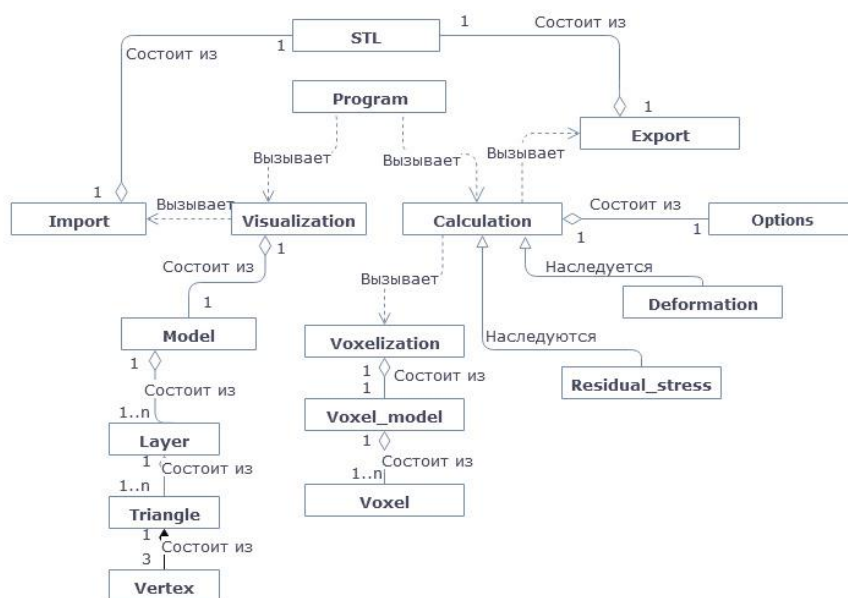 1
1
Состоит из
STL
Состоит из
1
1
Program
Export
Вызывает
Вызывает
Вызывает
1
Вызывает
Состоит из
Import
Visualization
Calculation
1
1
Options
1
Состоит из
Наследуется
Вызывает
1
Deformation
Model
Voxelization
Наследуются
1
1
Состоит из
1
Residual_stress
Состоит из
1..n
Voxel_model
Layer
1
Состоит из
1
Состоит из
1..n
1..n
Voxel
Triangle
1
Состоит из
3
Vertex